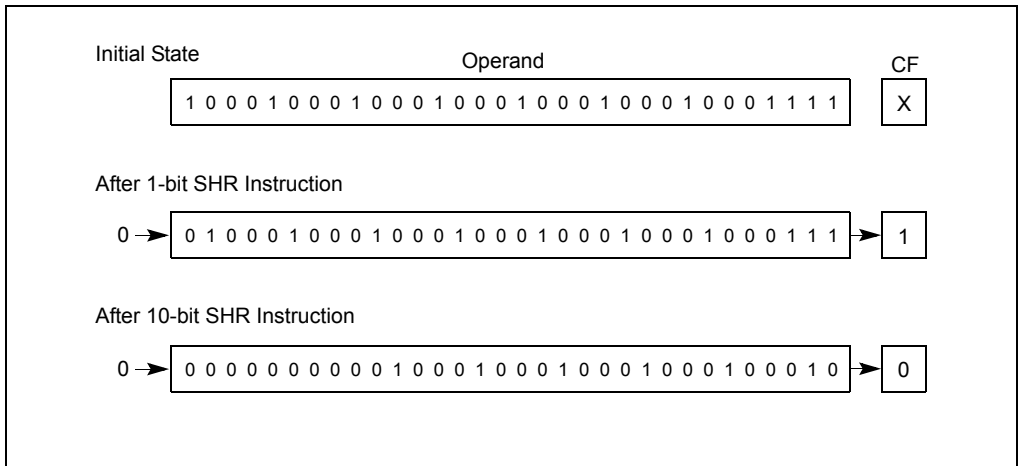 Initial State
Operand
CF
1 0 0 0 1 0 0 0 1 0 0 0 1 0 0 0 1 0 0 0 1 0 0 0 1 0 0 0 1 1 1 1 X
After 1-bit SHR Instruction
0 0 1 0 0 0 1 0 0 0 1 0 0 0 1 0 0 0 1 0 0 0 1 0 0 0 1 0 0 0 1 1 1 1
After 10-bit SHR Instruction
0 0 0 0 0 0 0 0 0 0 0 1 0 0 0 1 0 0 0 1 0 0 0 1 0 0 0 1 0 0 0 1 0 0